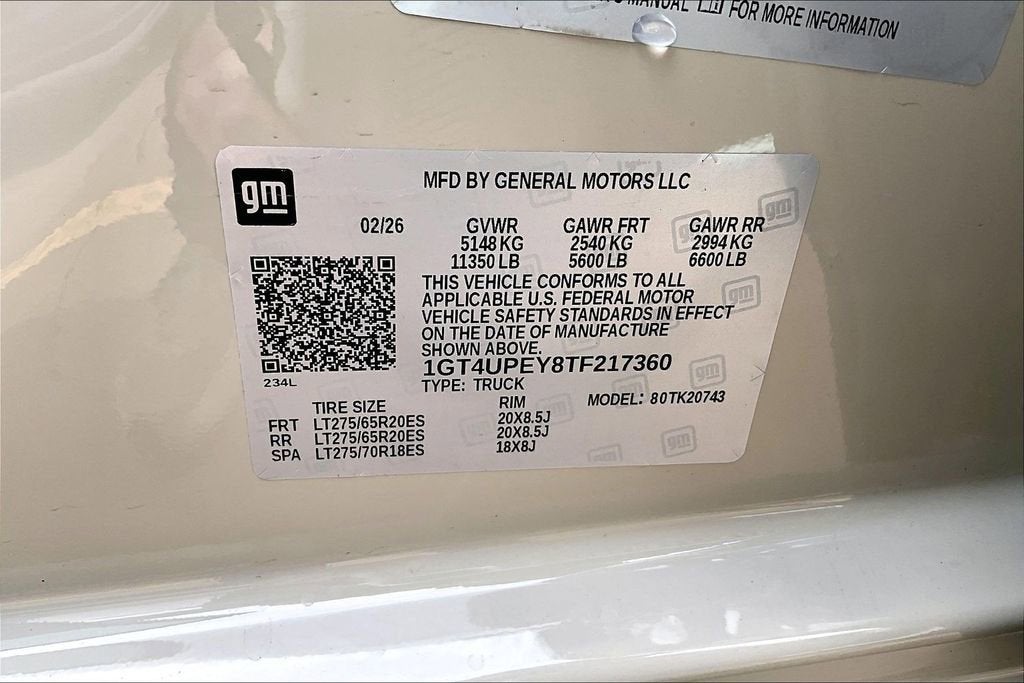 MANUAL FOR MORE INFORMATION
gm
MFD BY GENERAL MOTORS LLC
02/26 GVWR GAWR FRT GAWR RR
5148 KG 2540 KG 2994 KG
11350 LB 5600 LB 6600 LB
THIS VEHICLE CONFORMS TO ALL
APPLICABLE U.S. FEDERAL MOTOR
VEHICLE SAFETY STANDARDS IN EFFECT
ON THE DATE OF MANUFACTURE
SHOWN ABOVE.
1GT4UPEY8TF217360
234L
TYPE: TRUCK
TIRE SIZE RIM MODEL: 80TK20743
FRT LT275/65R20ES 20X8.5J
RR LT275/65R20ES 20X8.5J
SPA LT275/70R18ES 18X8J